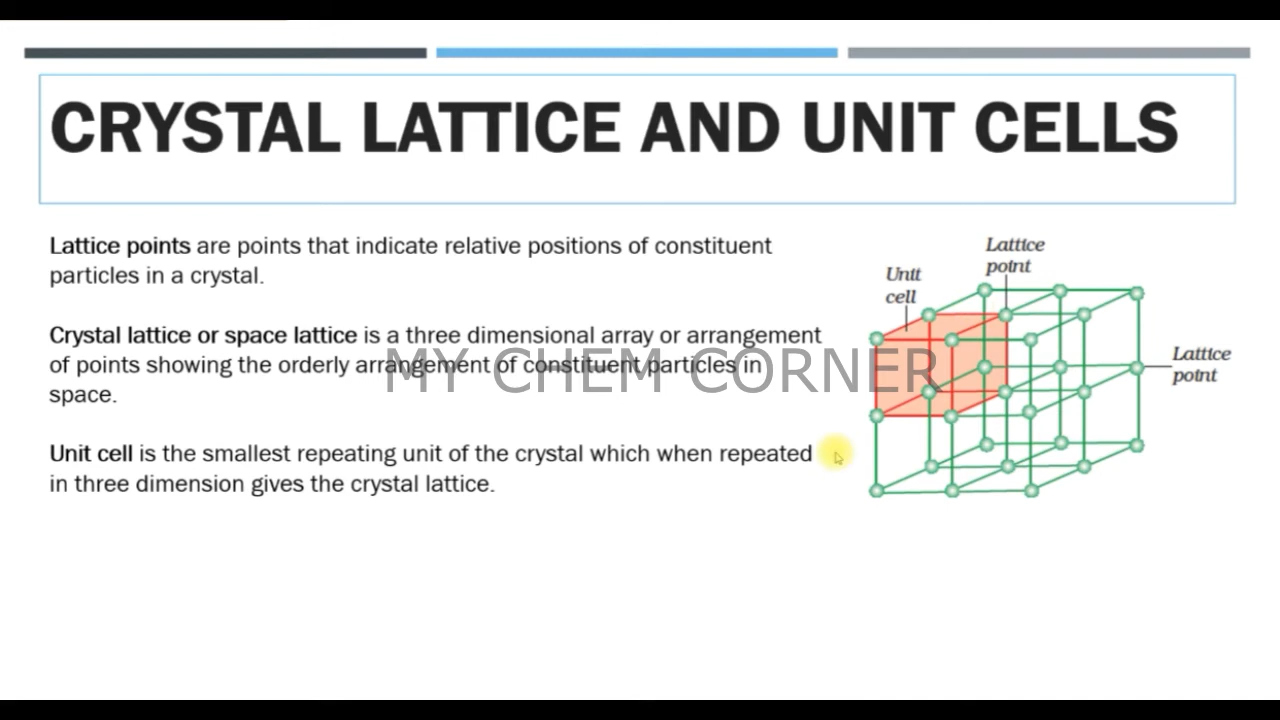 CRYSTAL LATTICE AND UNIT CELLS
Lattice points are points that indicate relative positions of constituent
particles in a crystal.
Crystal lattice or space lattice is a three dimensional array or arrangement
of points showing the orderly arrangement of constituent particles in
space.
Unit cell is the smallest repeating unit of the crystal which when repeated
in three dimension gives the crystal lattice.
MY CHEM CORNER
Lattice
point
Unit
cell
Lattice
point